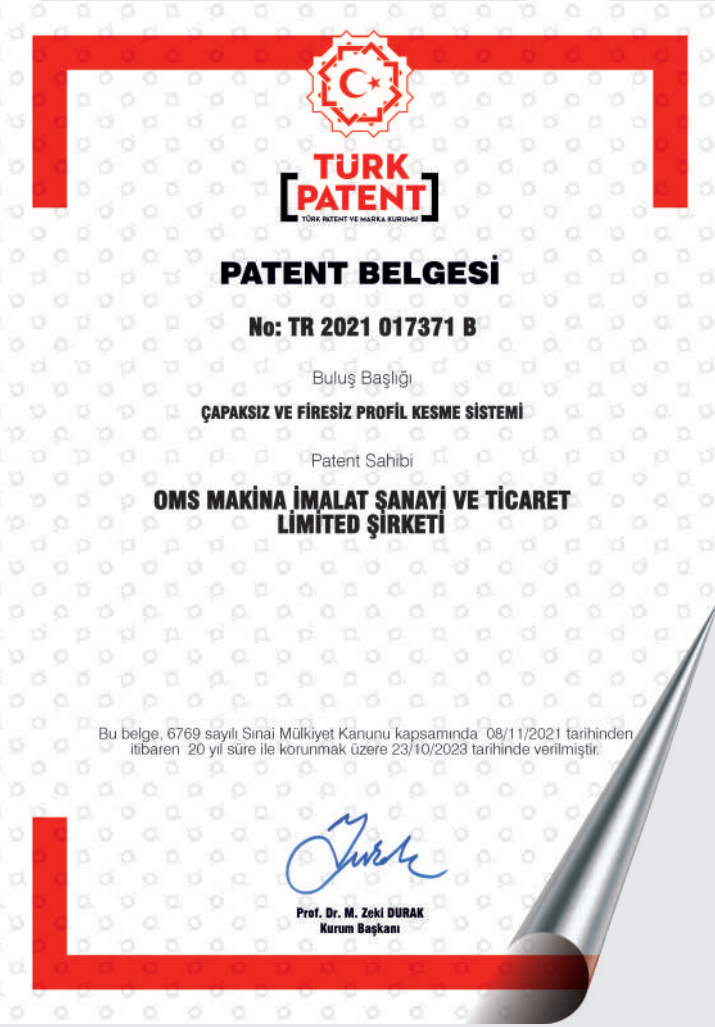 TÜRK
PATENT
TÜRK PATENT VE MARKA KURUMU
PATENT BELGESİ
No: TR 2021 017371 B
Buluş Başlığı
ÇAPAKSIZ VE FİRESİZ PROFİL KESME SİSTEMİ
Patent Sahibi
OMS MAKİNA İMALAT SANAYİ VE TİCARET
LİMİTED ŞİRKETİ
Bu belge, 6769 sayılı Sınai Mülkiyet Kanunu kapsamında 08/11/2021 tarihinden
itibaren 20 yıl süre ile korunmak üzere 23/10/2023 tarihinde verilmiştir.
Prof. Dr. M. Zeki DURAK
Kurum Başkanı